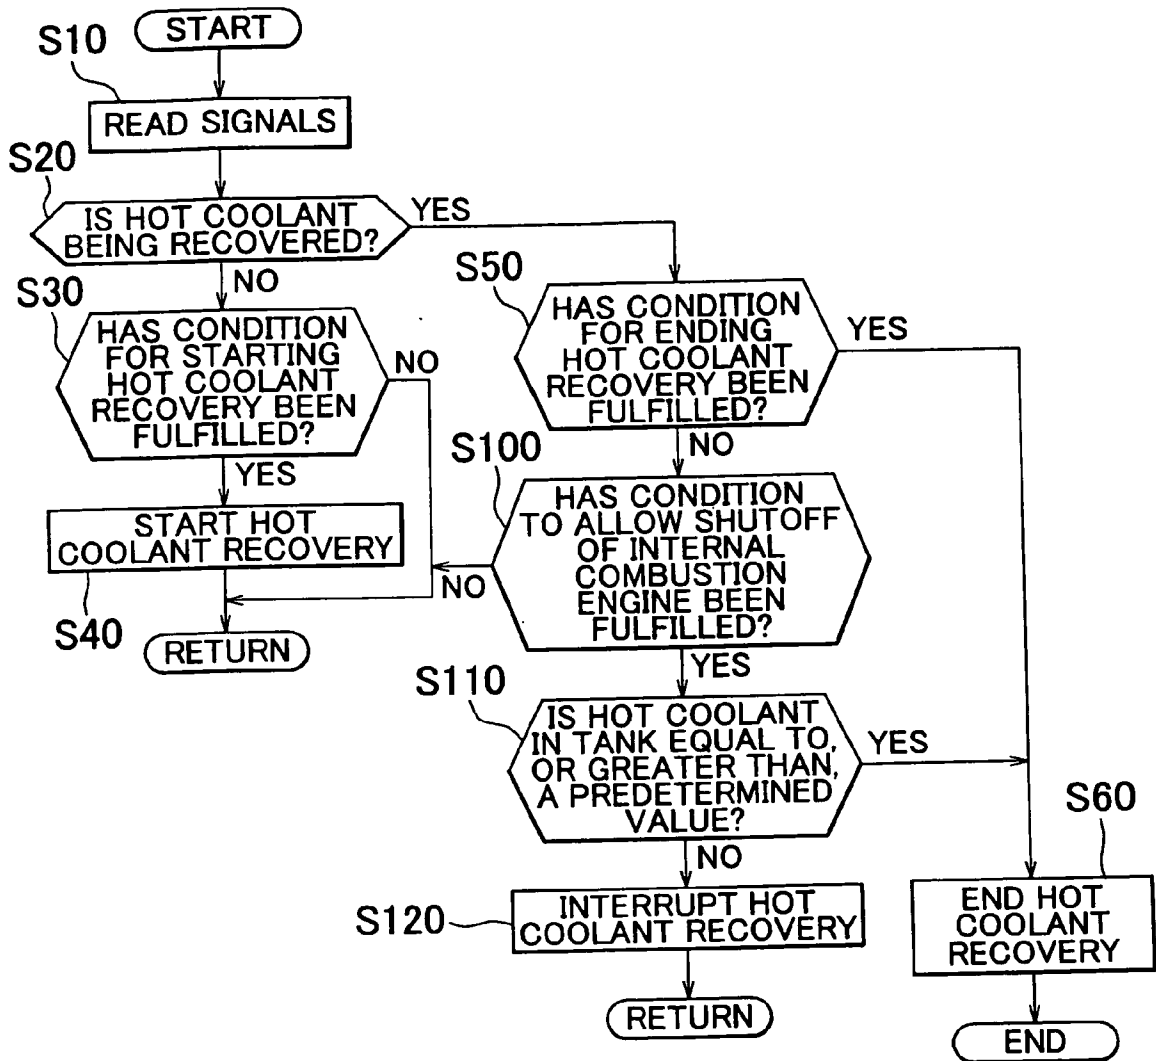 START
S10
READ SIGNALS
S20
IS HOT COOLANT
BEING RECOVERED?
YES
NO
S30
HAS CONDITION
FOR STARTING
HOT COOLANT
RECOVERY BEEN
FULFILLED?
NO
YES
START HOT
COOLANT RECOVERY
S40
RETURN
S50
HAS CONDITION
FOR ENDING
HOT COOLANT
RECOVERY BEEN
FULFILLED?
YES
NO
S100
HAS CONDITION
TO ALLOW SHUTOFF
OF INTERNAL
COMBUSTION
ENGINE BEEN
FULFILLED?
NO
YES
S110
IS HOT COOLANT
IN TANK EQUAL TO,
OR GREATER THAN,
A PREDETERMINED
VALUE?
YES
NO
S120
INTERRUPT HOT
COOLANT RECOVERY
RETURN
S60
END HOT
COOLANT
RECOVERY
END